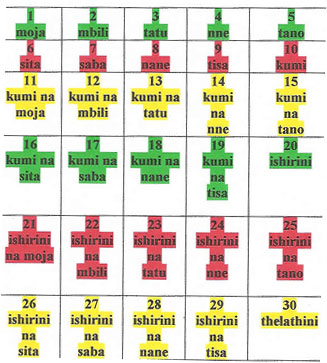 1 2 3 4 5
moja mbili tatu nne tano
6 7 8 9 10
sita saba nane tisa kumi
11 12 13 14 15
kumi na kumi na kumi na kumi kumi
moja mbili tatu na na
nne tano
16 17 18 19 20
kumi na kumi na kumi na kumi ishirini
sita saba nane na
tisa
21 22 23 24 25
ishirini ishirini ishirini ishirini ishirini
na moja na na na na
mbili tatu nne tano
26 27 28 29 30
ishirini ishirini ishirini ishirini thelathini
na na na na
sita saba nane tisa